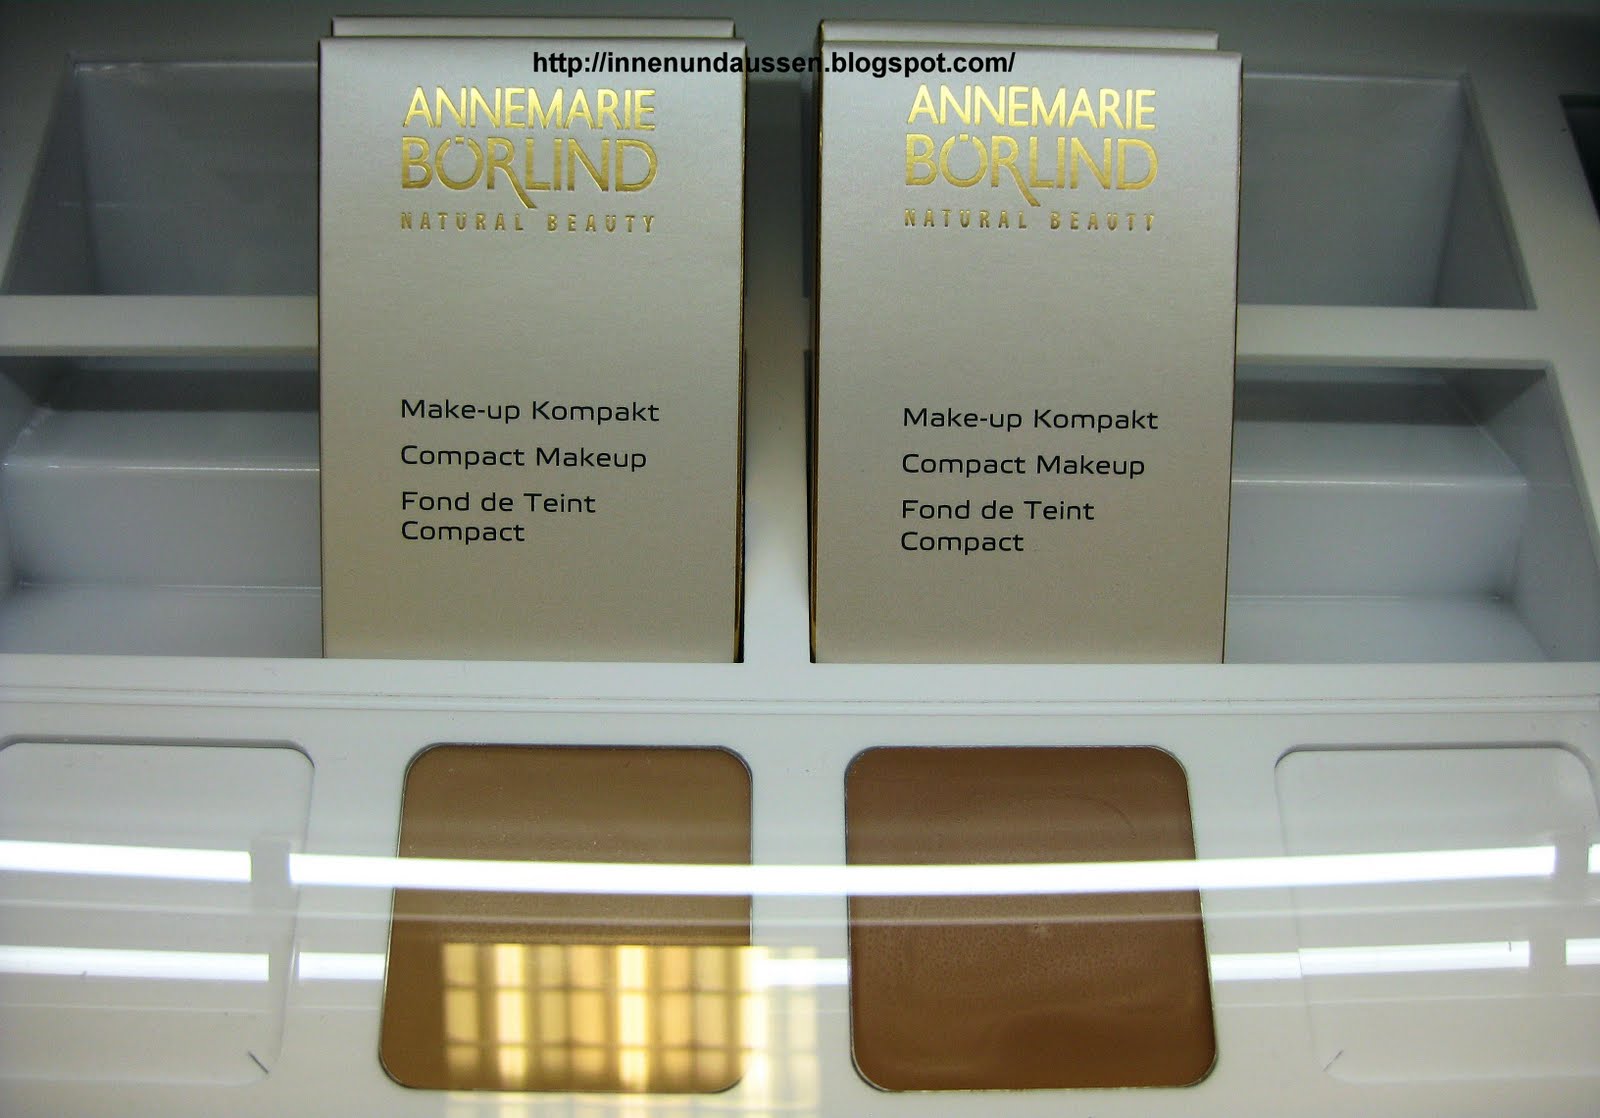 http://innenundaussen.blogspot.com/
ANNEMARIE
BÖRLIND
NATURAL BEAUTY
Make-up Kompakt
Compact Makeup
Fond de Teint
Compact
ANNEMARIE
BÖRLIND
NATURAL BEAUTY
Make-up Kompakt
Compact Makeup
Fond de Teint
Compact